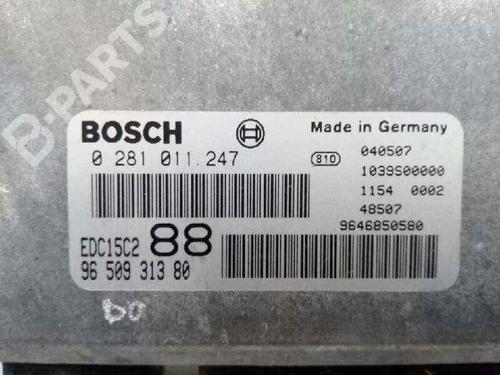 B-PARTS
BOSCH
Made in Germany
0 281 011.247
810
040507
1039S00000
1154 0002
48507
9646850580
EDC15C2 88
96 509 313 80